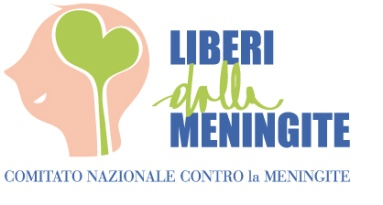 LIBERI
dalla
MENINGITE
COMITATO NAZIONALE CONTRO la MENINGITE